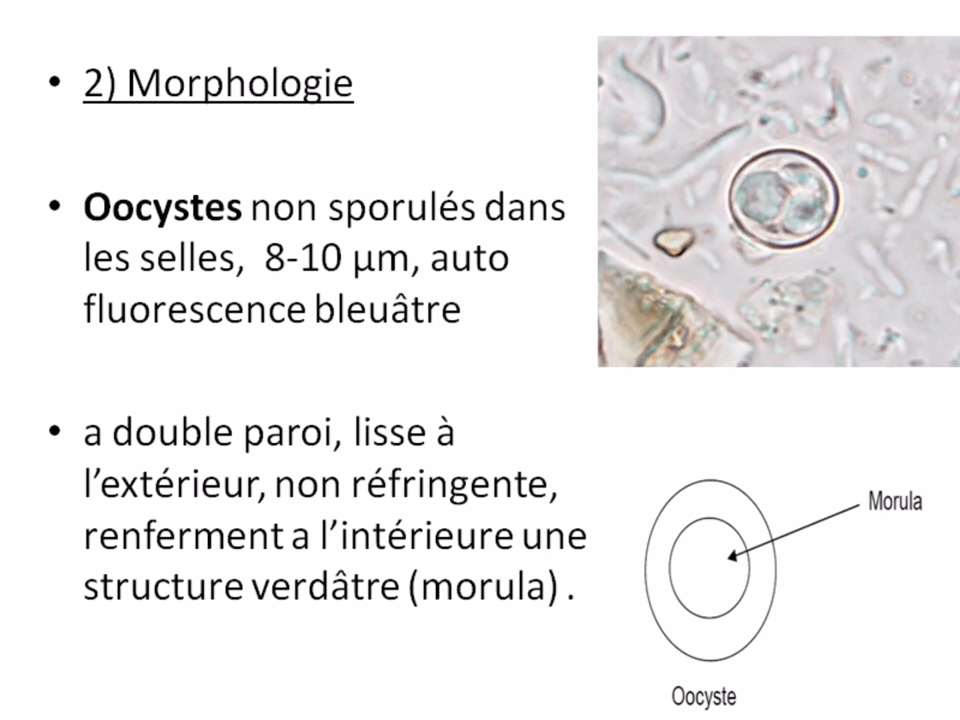 • 2) Morphologie
• Oocystes non sporulés dans
les selles, 8-10 µm, auto
fluorescence bleuâtre
• a double paroi, lisse à
l’extérieur, non réfringente,
renferment a l’intérieure une
structure verdâtre (morula) .
Morula
Oocyste